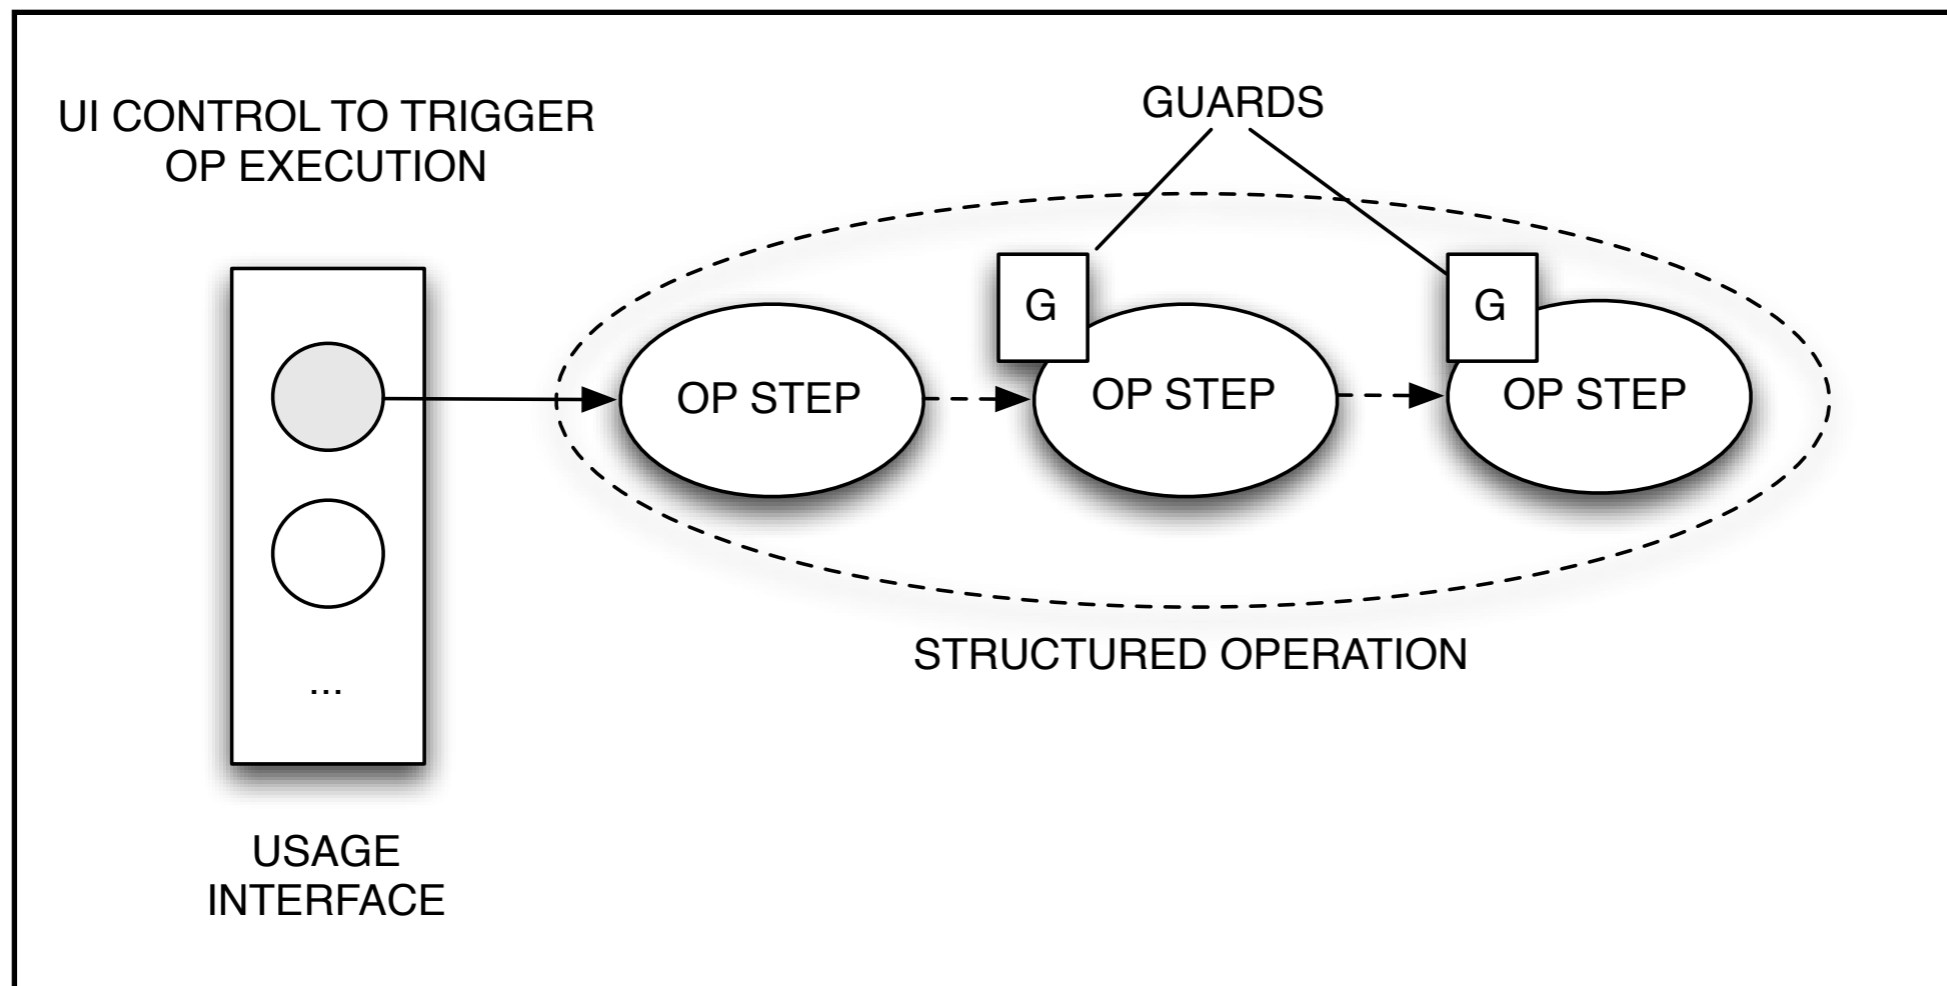 UI CONTROL TO TRIGGER
OP EXECUTION
GUARDS
G
G
OP STEP
OP STEP
OP STEP
STRUCTURED OPERATION
...
USAGE
INTERFACE